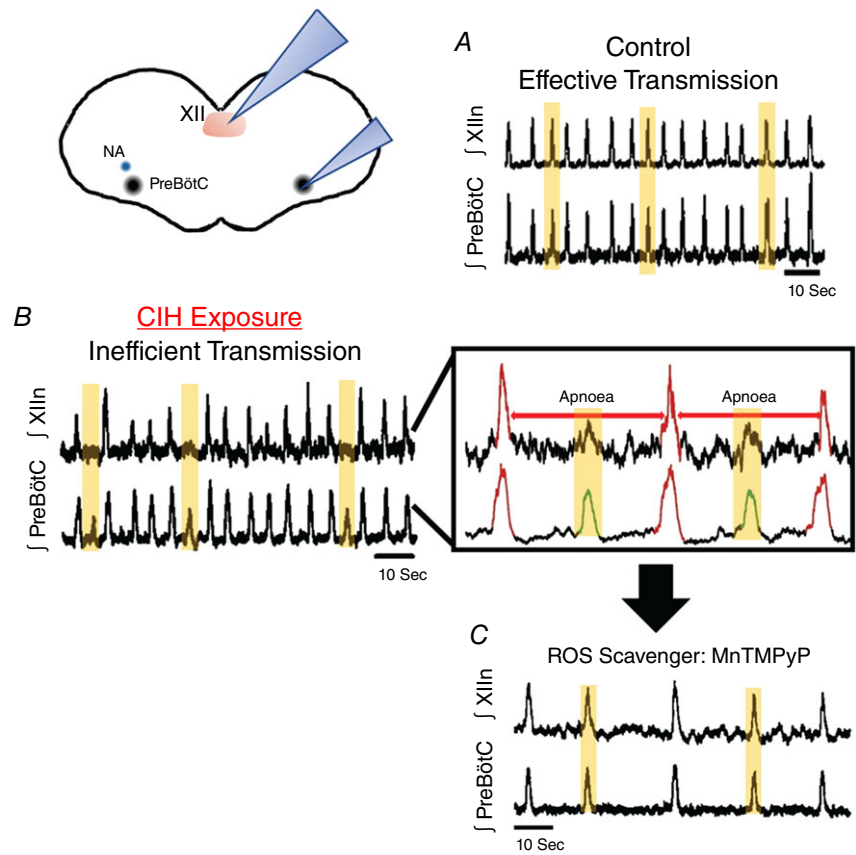 XII
NA
PreBötC
A
Control
Effective Transmission
∫ XIIn
∫ PreBötC
10 Sec
B
CIH Exposure
Inefficient Transmission
∫ XIIn
∫ PreBötC
10 Sec
Apnoea
Apnoea
C
ROS Scavenger: MnTMPyP
∫ XIIn
∫ PreBötC
10 Sec